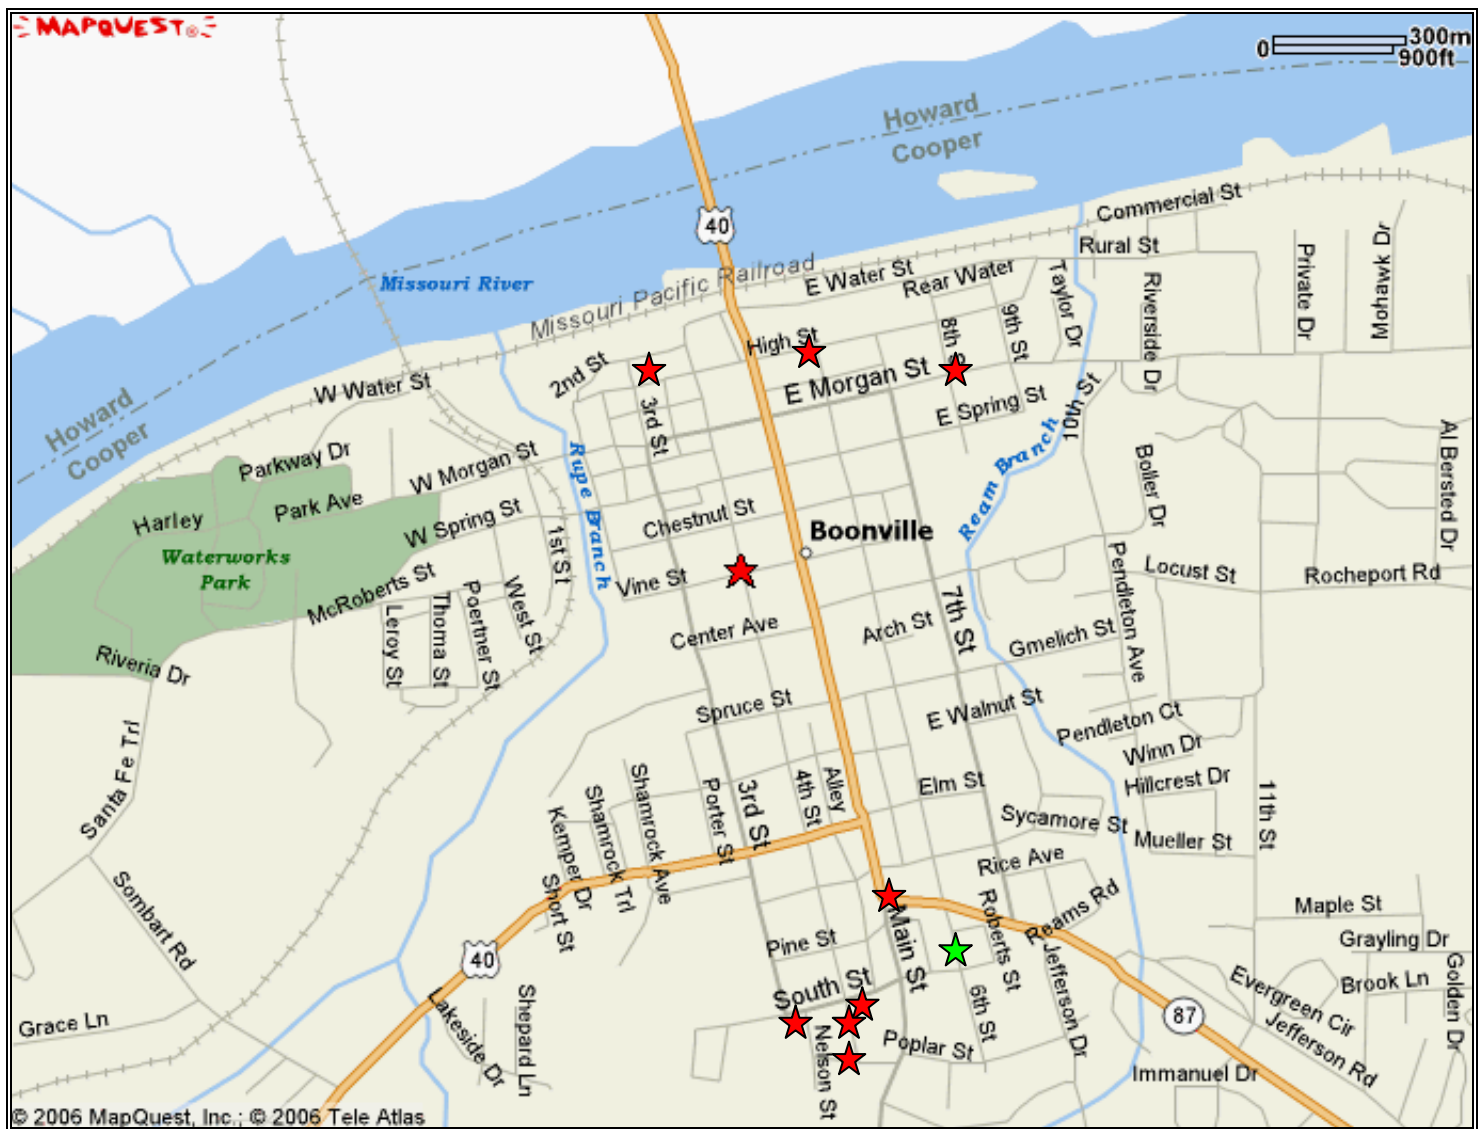 MAPQUEST®
0 300m
900ft
Howard
Cooper
40
Commercial St
Rural St
Missouri River
Missouri Pacific Railroad
E Water St
Rear Water
Taylor Dr
Riverside Dr
Private Dr
Mohawk Dr
High St
8th St
9th St
2nd St
W Water St
E Morgan St
Howard
Cooper
3rd St
E Spring St
10th St
Parkway Dr
W Morgan St
Rupe Branch
Ream Branch
Boller Dr
Al Bersted Dr
Park Ave
Harley
W Spring St
Chestnut St
Boonville
Waterworks
Park
1st St
Vine St
Locust St
Rocheport Rd
McRoberts St
Leroy St
Thoma St
Poertner St
West St
Center Ave
Arch St
7th St
Gmelich St
Pendleton Ave
Riveria Dr
Spruce St
E Walnut St
Pendleton Ct
Winn Dr
Santa Fe Trl
Hillcrest Dr
Kemper Dr
Shamrock Trl
Shamrock Ave
Porter St
3rd St
4th St
Alley
Elm St
Sycamore St
Mueller St
11th St
Rice Ave
Sombart Rd
Short St
Roberts St
Reams Rd
Maple St
Pine St
Main St
Grayling Dr
40
South St
6th St
Jefferson Dr
Evergreen Cir
Brook Ln
Golden Dr
87
Grace Ln
Lakeside Dr
Shepard Ln
Nelson St
Poplar St
Jefferson Rd
Immanuel Dr
© 2006 MapQuest, Inc.; © 2006 Tele Atlas